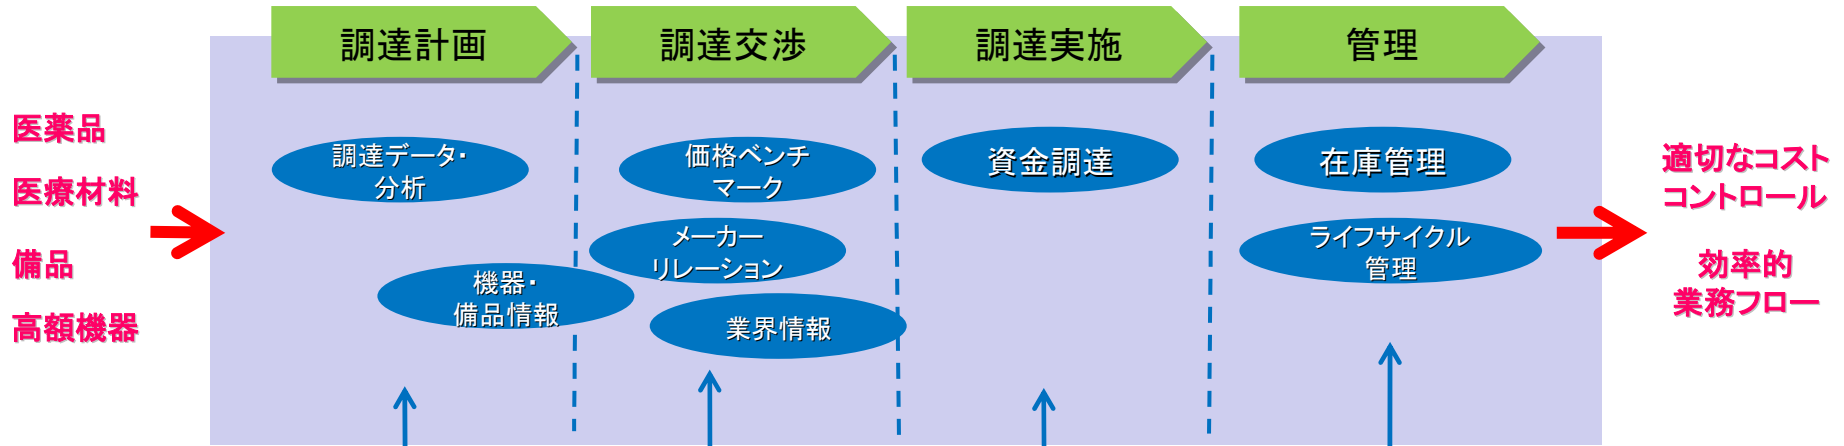 調達計画
調達交渉
調達実施
管理
医薬品
医療材料
備品
高額機器
調達データ・
分析
機器・
備品情報
価格ベンチ
マーク
メーカー
リレーション
業界情報
資金調達
在庫管理
ライフサイクル
管理
適切なコスト
コントロール
効率的
業務フロー